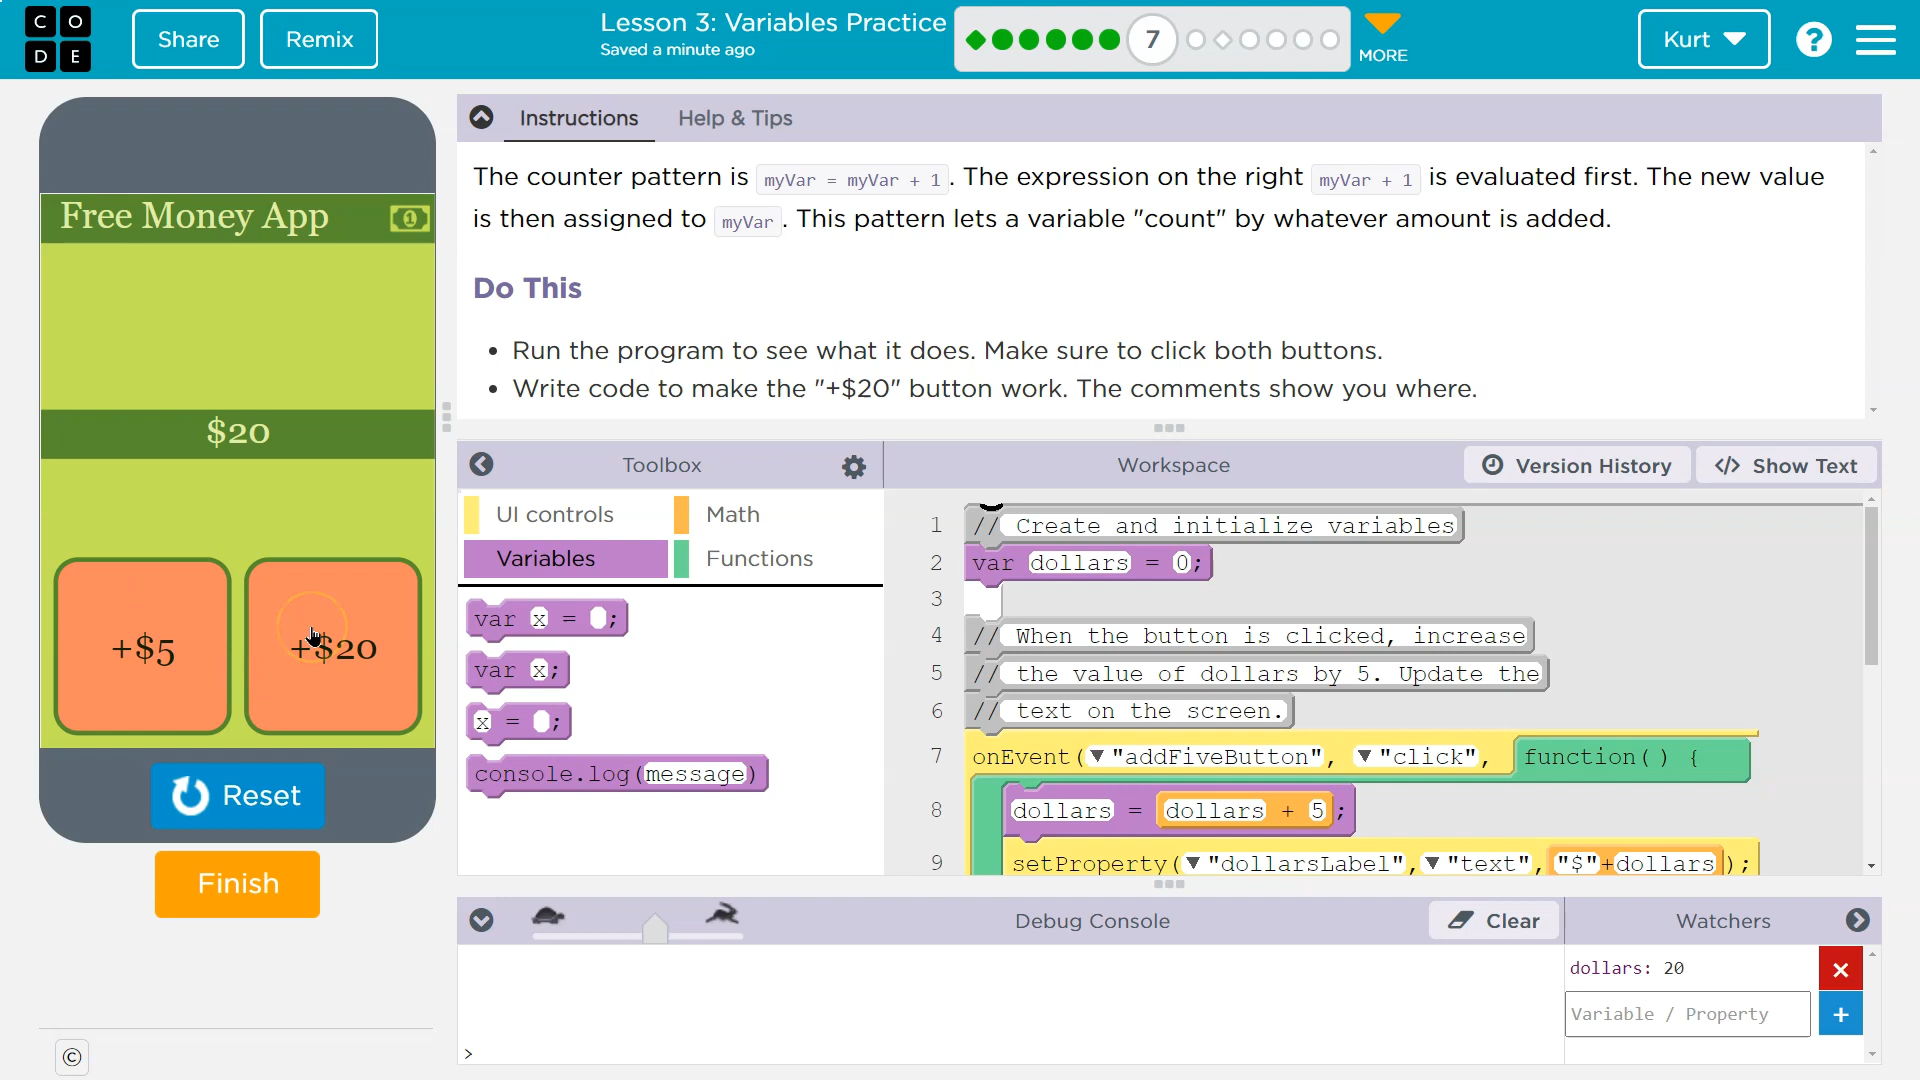 C O
D E
Share
Remix
Lesson 3: Variables Practice
Saved a minute ago
7
MORE
Kurt
?
Free Money App
1
$20
+$5
+$20
Reset
Finish
©
Instructions
Help & Tips
The counter pattern is myVar = myVar + 1. The expression on the right myVar + 1 is evaluated first. The new value
is then assigned to myVar. This pattern lets a variable "count" by whatever amount is added.
Do This
• Run the program to see what it does. Make sure to click both buttons.
• Write code to make the "+$20" button work. The comments show you where.
Toolbox
UI controls
Math
Variables
Functions
var x = ;
var x;
x = ;
console.log(message)
Workspace
Version History
</> Show Text
1 // Create and initialize variables
2 var dollars = 0;
3
4 // When the button is clicked, increase
5 // the value of dollars by 5. Update the
6 // text on the screen.
7 onEvent(▼"addFiveButton", ▼"click", function() {
8 dollars = dollars + 5;
9 setProperty(▼"dollarsLabel",▼"text","$"+dollars);
Debug Console
Clear
Watchers
dollars: 20
Variable / Property
+
>